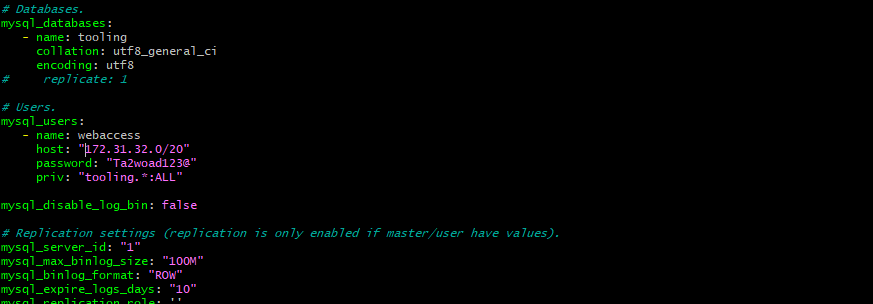 # Databases.
mysql_databases:
   - name: tooling
     collation: utf8_general_ci
     encoding: utf8
#     replicate: 1

# Users.
mysql_users:
   - name: webaccess
     host: "172.31.32.0/20"
     password: "Ta2woad123@"
     priv: "tooling.*:ALL"

mysql_disable_log_bin: false

# Replication settings (replication is only enabled if master/user have values).
mysql_server_id: "1"
mysql_max_binlog_size: "100M"
mysql_binlog_format: "ROW"
mysql_expire_logs_days: "10"
mysql_replication_role: ''